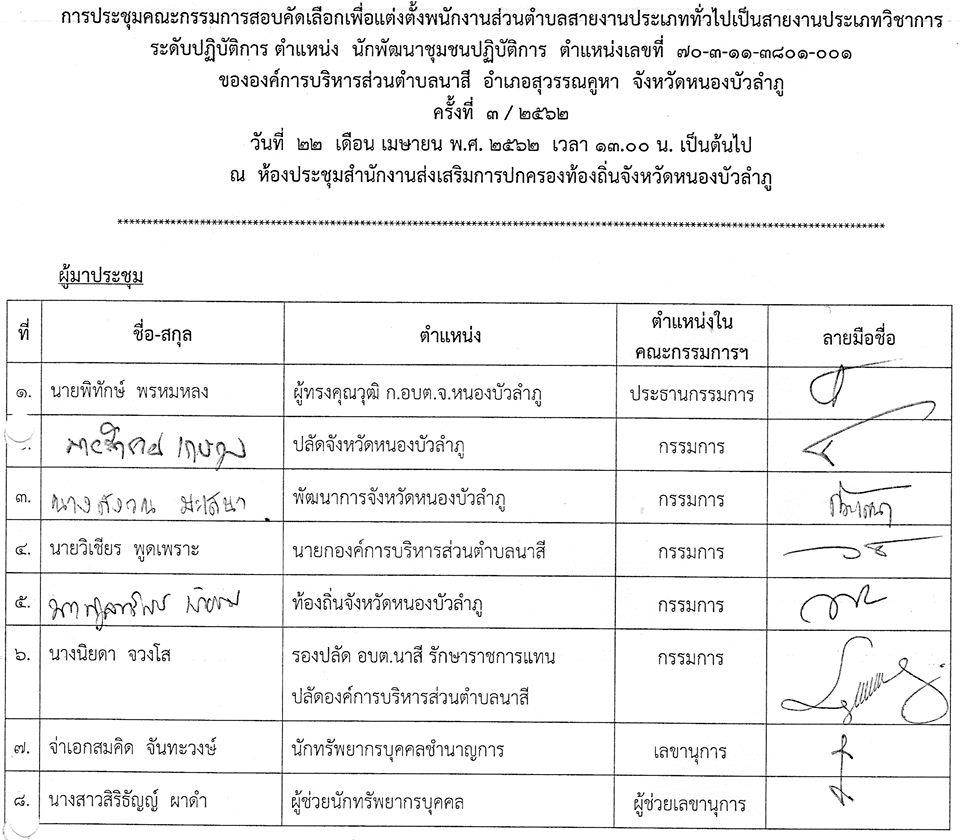 การประชุมคณะกรรมการสอบคัดเลือกเพื่อแต่งตั้งพนักงานส่วนตำบลสายงานประเภททั่วไปเป็นสายงานประเภทวิชาการ
ระดับปฏิบัติการ ตำแหน่ง นักพัฒนาชุมชนปฏิบัติการ ตำแหน่งเลขที่ ๗๐-๓-๑๑-๓๘๐๑-๐๐๑
ขององค์การบริหารส่วนตำบลนาสี อำเภอสุวรรณคูหา จังหวัดหนองบัวลำภู
ครั้งที่ ๓ / ๒๕๖๒
วันที่ ๒๒ เดือน เมษายน พ.ศ. ๒๕๖๒ เวลา ๑๓.๐๐ น. เป็นต้นไป
ณ ห้องประชุมสำนักงานส่งเสริมการปกครองท้องถิ่นจังหวัดหนองบัวลำภู
ผู้มาประชุม
ที่ ชื่อ-สกุล ตำแหน่ง ตำแหน่งใน ลายมือชื่อ
คณะกรรมการฯ
๑. นายพิทักษ์ พรหมหลง ผู้ทรงคุณวุฒิ ก.อบต.จ.หนองบัวลำภู ประธานกรรมการ
ปลัดจังหวัดหนองบัวลำภู กรรมการ
๓. นาง พัฒนาการจังหวัดหนองบัวลำภู กรรมการ
๔. นายวิเชียร พูดเพราะ นายกองค์การบริหารส่วนตำบลนาสี กรรมการ
๕. ท้องถิ่นจังหวัดหนองบัวลำภู กรรมการ
๖. นางนิยดา จวงโส รองปลัด อบต.นาสี รักษาราชการแทน กรรมการ
ปลัดองค์การบริหารส่วนตำบลนาสี
๗. จ่าเอกสมคิด จันทะวงษ์ นักทรัพยากรบุคคลชำนาญการ เลขานุการ
๘. นางสาวสิริธัญญ์ ผาดำ ผู้ช่วยนักทรัพยากรบุคคล ผู้ช่วยเลขานุการ